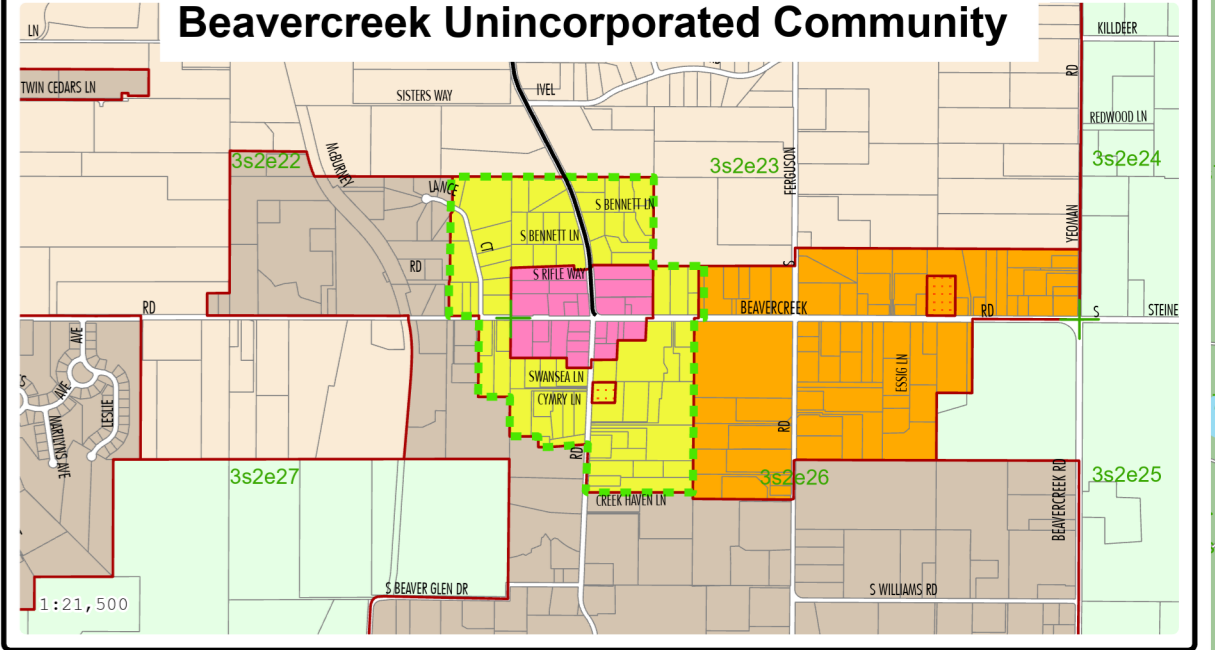 Beavercreek Unincorporated Community
LN
KILLDEER
RD
TWIN CEDARS LN
SISTERS WAY
IVEL
REDWOOD LN
3s2e22
McBURNEY
3s2e23
FERGUSON
3s2e24
LANCE
CT
S BENNETT LN
S BENNETT LN
YEOMAN
RD
S RIFLE WAY
S
RD
BEAVERCREEK
RD
S
STEINE
AVE
SWANSEA LN
ESSIG LN
AVE
LESLIE
CYMRY LN
MARILYNS AVE
RD
RD
3s2e27
3s2e26
3s2e25
CREEK HAVEN LN
BEAVERCREEK RD
S BEAVER GLEN DR
S WILLIAMS RD
1:21,500